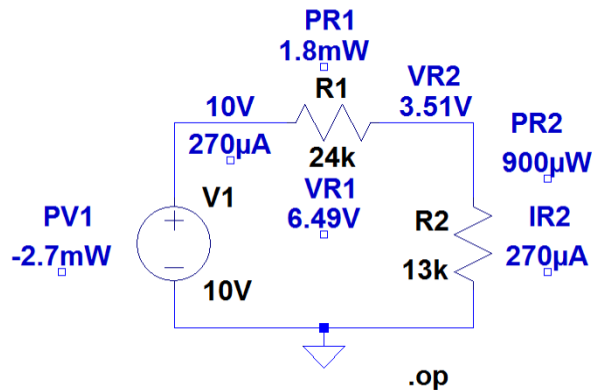 PR1
1.8mW
R1
10V
VR2
3.51V
270µA
24k
PR2
900µW
V1
VR1
6.49V
PV1
-2.7mW
R2
13k
IR2
270µA
10V
.op